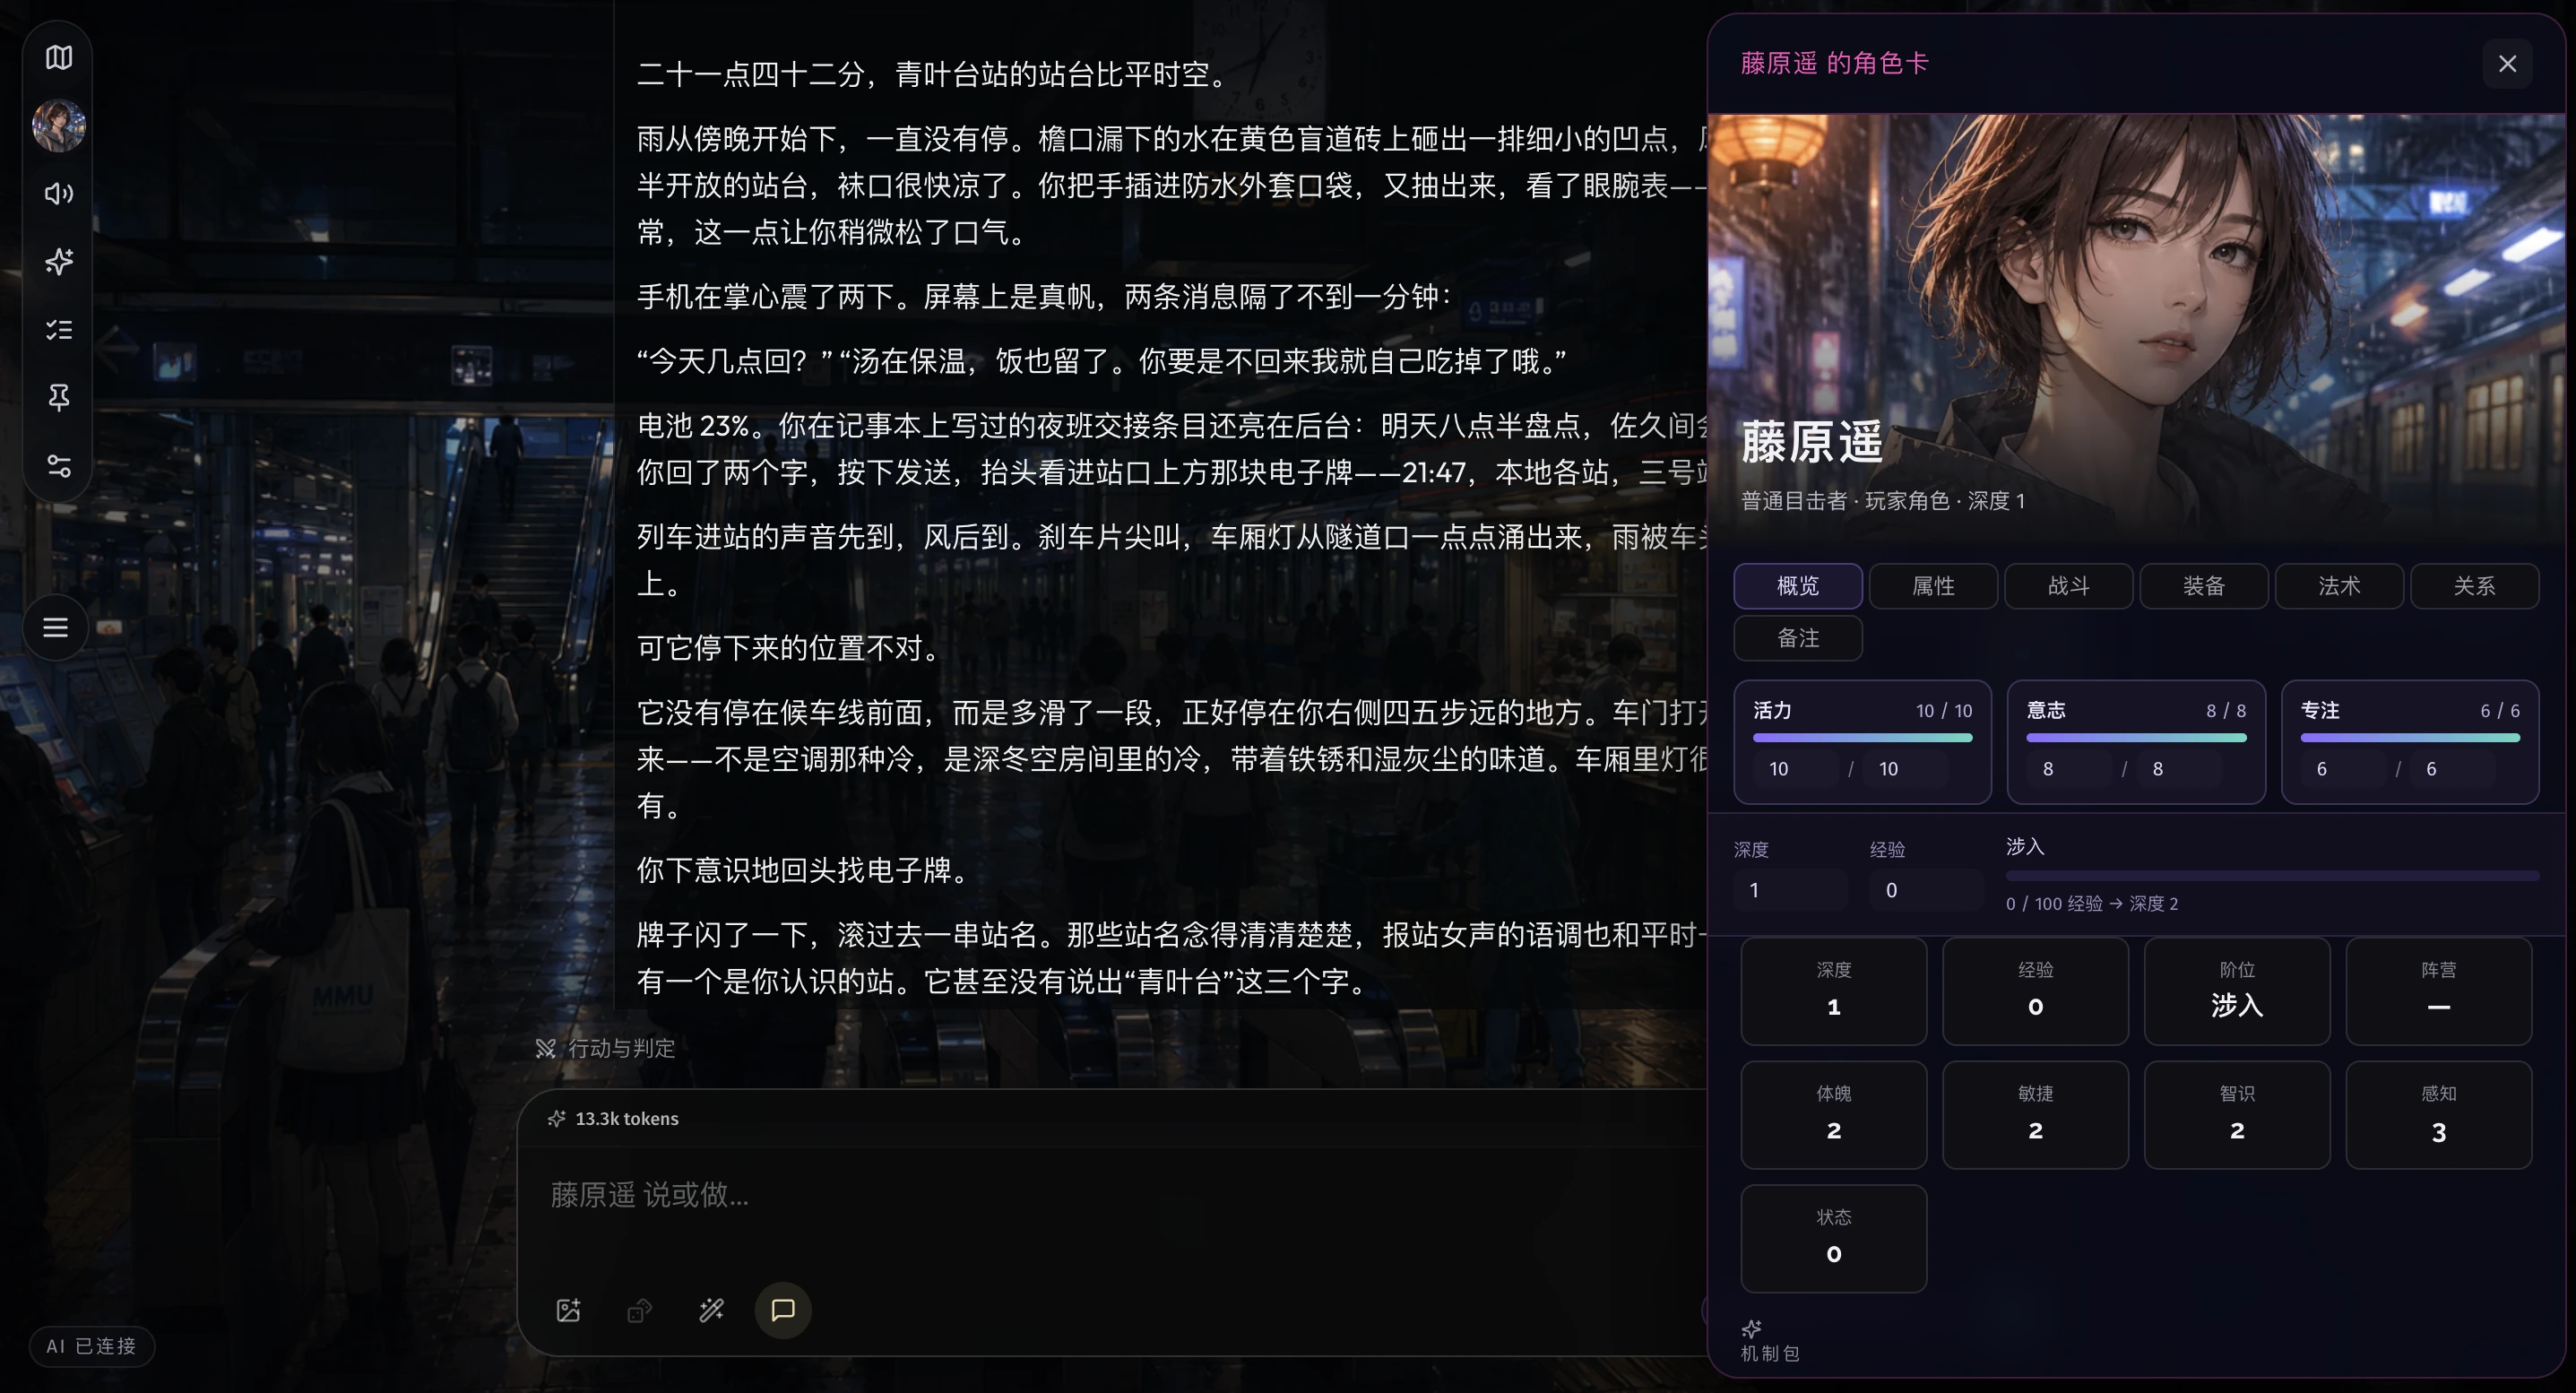 二十一点四十二分，青叶台站的站台比平时空。
雨从傍晚开始下，一直没有停。檐口漏下的水在黄色盲道砖上砸出一排细小的凹点，
半开放的站台，袜口很快凉了。你把手插进防水外套口袋，又抽出来，看了眼腕表——
常，这一点让你稍微松了口气。
手机在掌心震了两下。屏幕上是真帆，两条消息隔了不到一分钟：
“今天几点回？” “汤在保温，饭也留了。你要是不回来我就自己吃掉了哦。”
电池 23%。你在记事本上写过的夜班交接条目还亮在后台：明天八点半盘点，佐久间会
你回了两个字，按下发送，抬头看进站口上方那块电子牌——21:47，本地各站，三号站
列车进站的声音先到，风后到。刹车片尖叫，车厢灯从隧道口一点点涌出来，雨被车头
上。
可它停下来的位置不对。
它没有停在候车线前面，而是多滑了一段，正好停在你右侧四五步远的地方。车门打开
来——不是空调那种冷，是深冬空房间里的冷，带着铁锈和湿灰尘的味道。车厢里灯很
有。
你下意识地回头找电子牌。
牌子闪了一下，滚过去一串站名。那些站名念得清清楚楚，报站女声的语调也和平时一
有一个是你认识的站。它甚至没有说出“青叶台”这三个字。
行动与判定
13.3k tokens
藤原遥 说或做...
AI 已连接
MMU
藤原遥 的角色卡
藤原遥
普通目击者 · 玩家角色 · 深度 1
概览 属性 战斗 装备 法术 关系
备注
活力 10 / 10 意志 8 / 8 专注 6 / 6
10 / 10 8 / 8 6 / 6
深度 经验 涉入
1 0
0 / 100 经验 → 深度 2
深度 经验 阶位 阵营
1 0 涉入 —
体魄 敏捷 智识 感知
2 2 2 3
状态
0
机制包